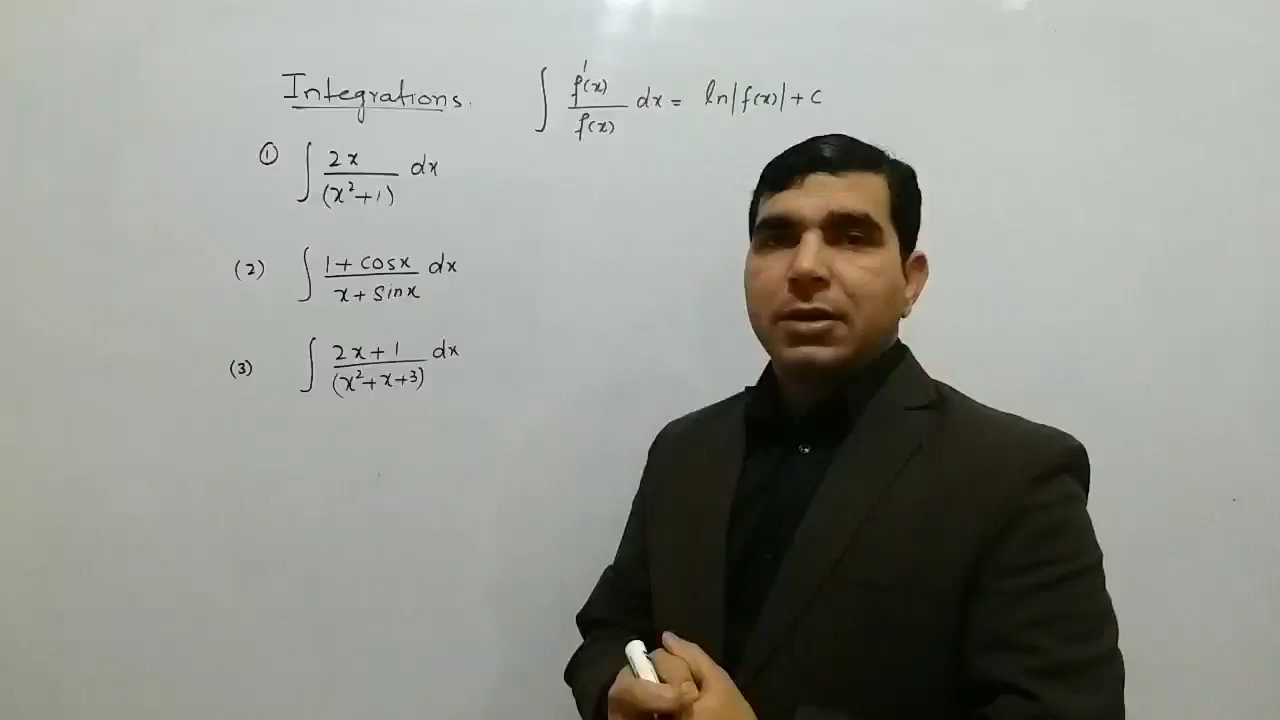 Integrations.
∫ f'(x)/f(x) dx = ln|f(x)| + c
① ∫ 2x/(x²+1) dx
(2) ∫ 1+cosx/x+sinx dx
(3) ∫ 2x+1/(x²+x+3) dx